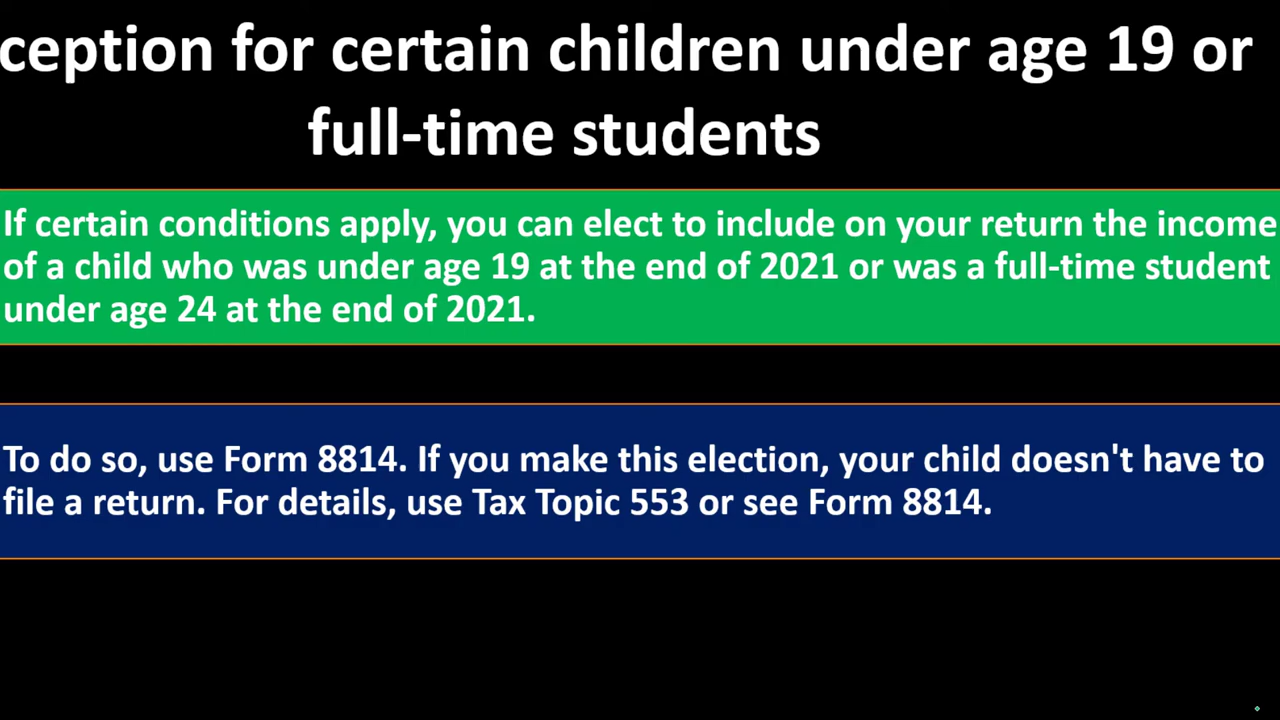 ception for certain children under age 19 or
full-time students
If certain conditions apply, you can elect to include on your return the income
of a child who was under age 19 at the end of 2021 or was a full-time student
under age 24 at the end of 2021.
To do so, use Form 8814. If you make this election, your child doesn't have to
file a return. For details, use Tax Topic 553 or see Form 8814.